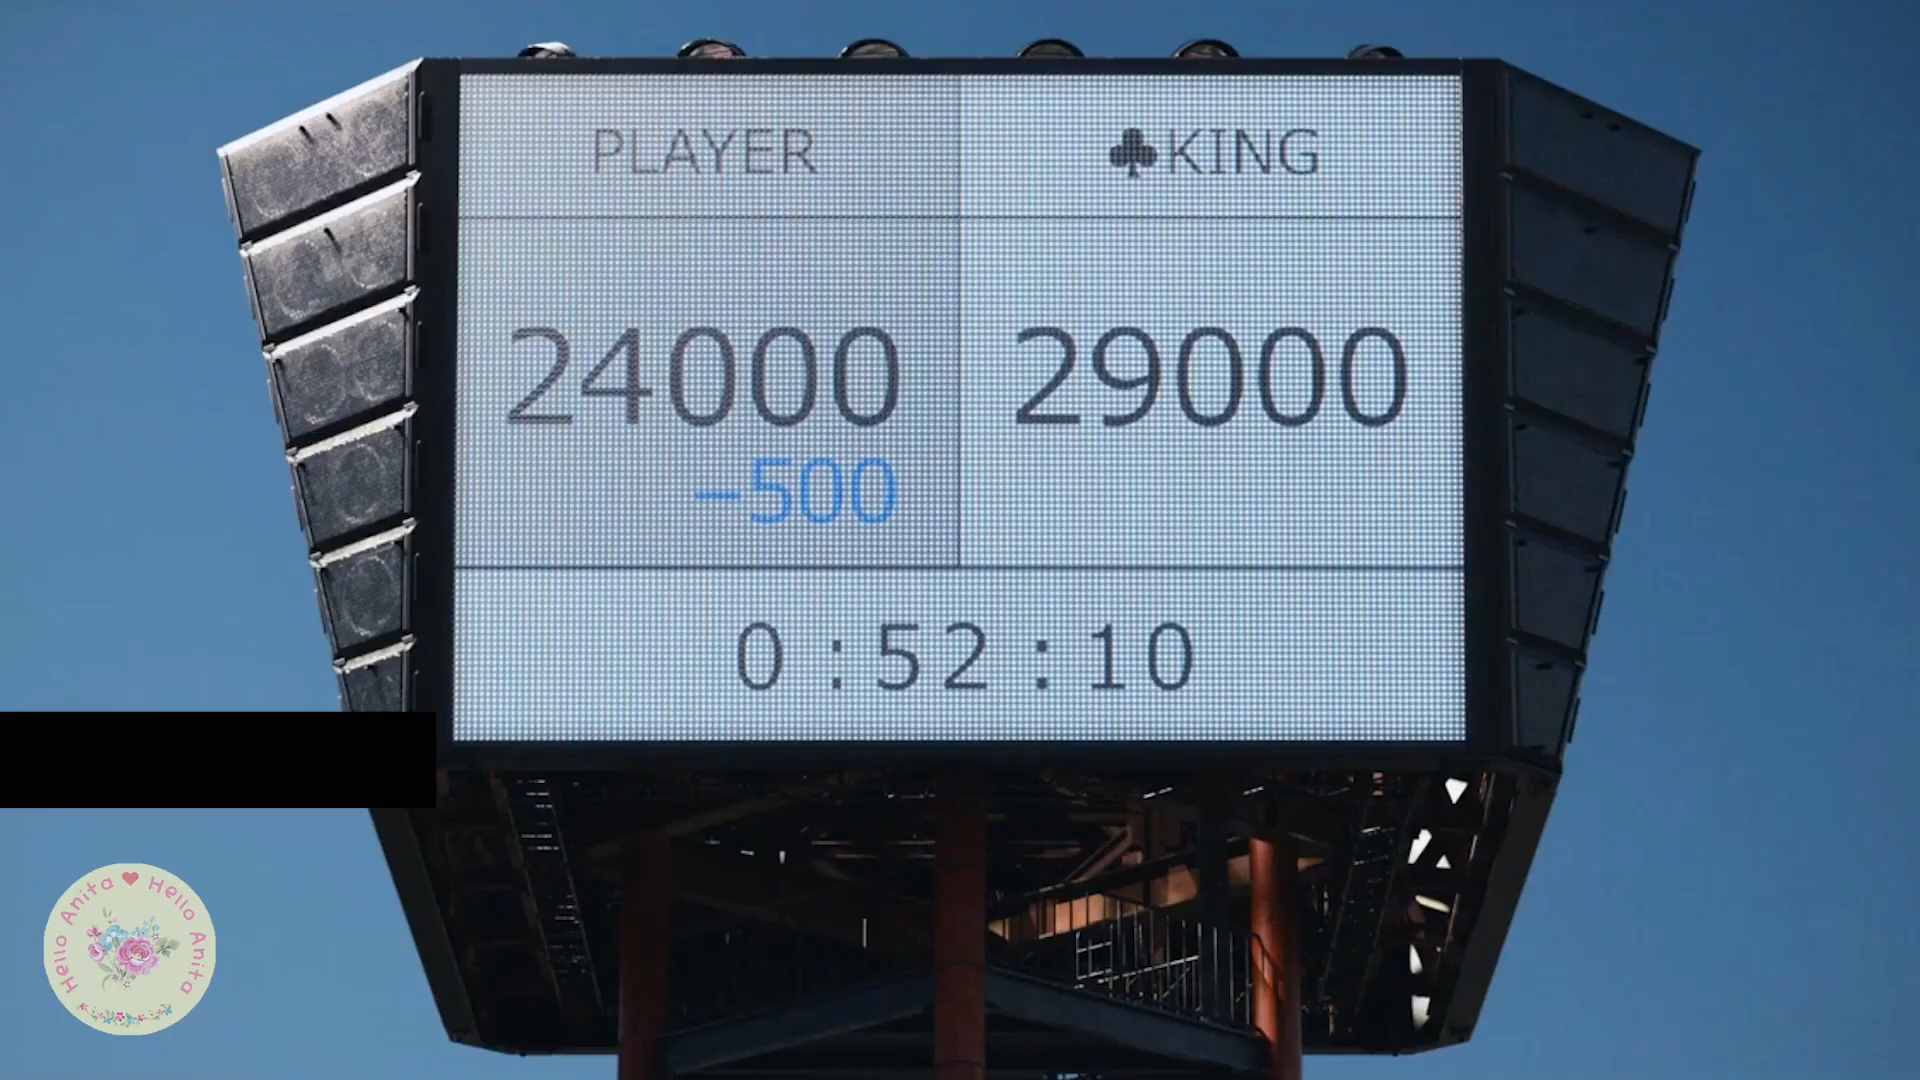 PLAYER
♣KING
24000
29000
−500
0:52:10
Hello Anita ❤ Hello Anita